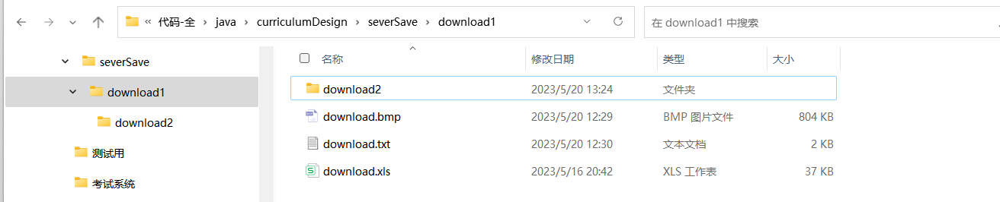 « 代码-全 > java > curriculumDesign > severSave > download1
在 download1 中搜索
severSave
download1
download2
测试用
考试系统
名称 修改日期 类型 大小
download2 2023/5/20 13:24 文件夹
download.bmp 2023/5/20 12:29 BMP 图片文件 804 KB
download.txt 2023/5/20 12:30 文本文档 2 KB
download.xls 2023/5/16 20:42 XLS 工作表 37 KB